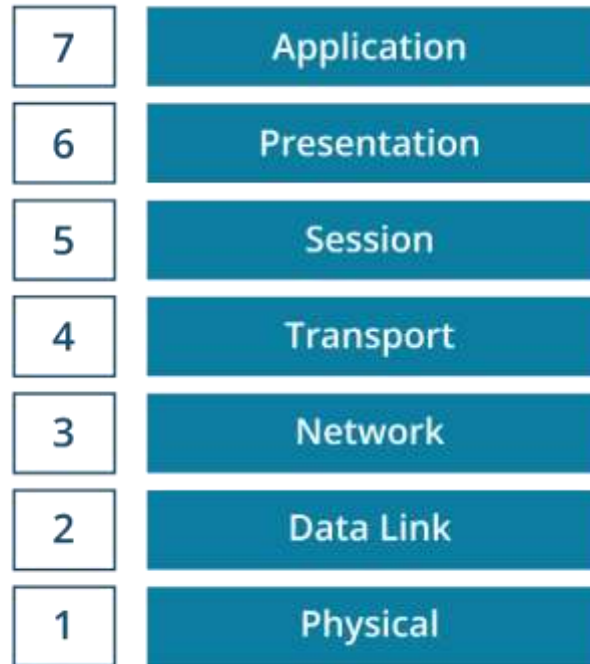 7 Application
6 Presentation
5 Session
4 Transport
3 Network
2 Data Link
1 Physical